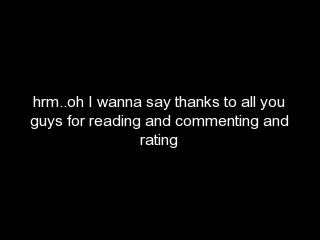 hrm..oh I wanna say thanks to all you
guys for reading and commenting and
rating